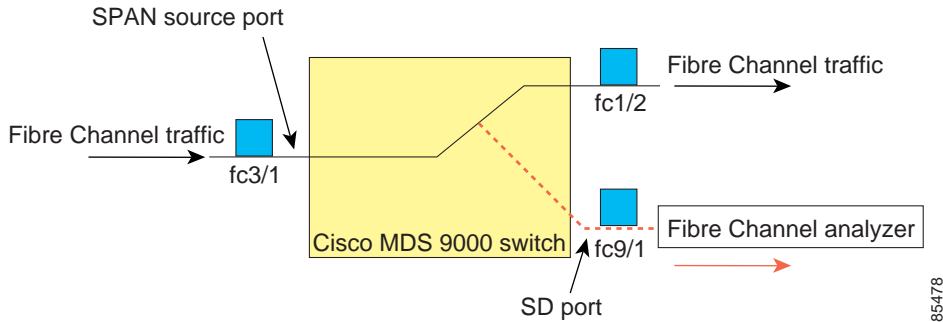 SPAN source port
Fibre Channel traffic
fc1/2
Fibre Channel traffic
fc3/1
Cisco MDS 9000 switch
fc9/1
Fibre Channel analyzer
SD port
85478